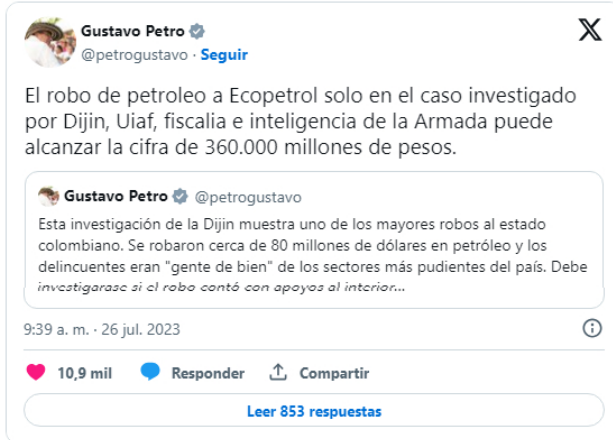 Gustavo Petro
@petrogustavo · Seguir
El robo de petroleo a Ecopetrol solo en el caso investigado
por Dijin, Uiaf, fiscalia e inteligencia de la Armada puede
alcanzar la cifra de 360.000 millones de pesos.
Gustavo Petro @petrogustavo
Esta investigación de la Dijin muestra uno de los mayores robos al estado
colombiano. Se robaron cerca de 80 millones de dólares en petróleo y los
delincuentes eran "gente de bien" de los sectores más pudientes del país. Debe
investigarase si el robo contó con apoyos al interior...
9:39 a. m. · 26 jul. 2023
10,9 mil Responder Compartir
Leer 853 respuestas